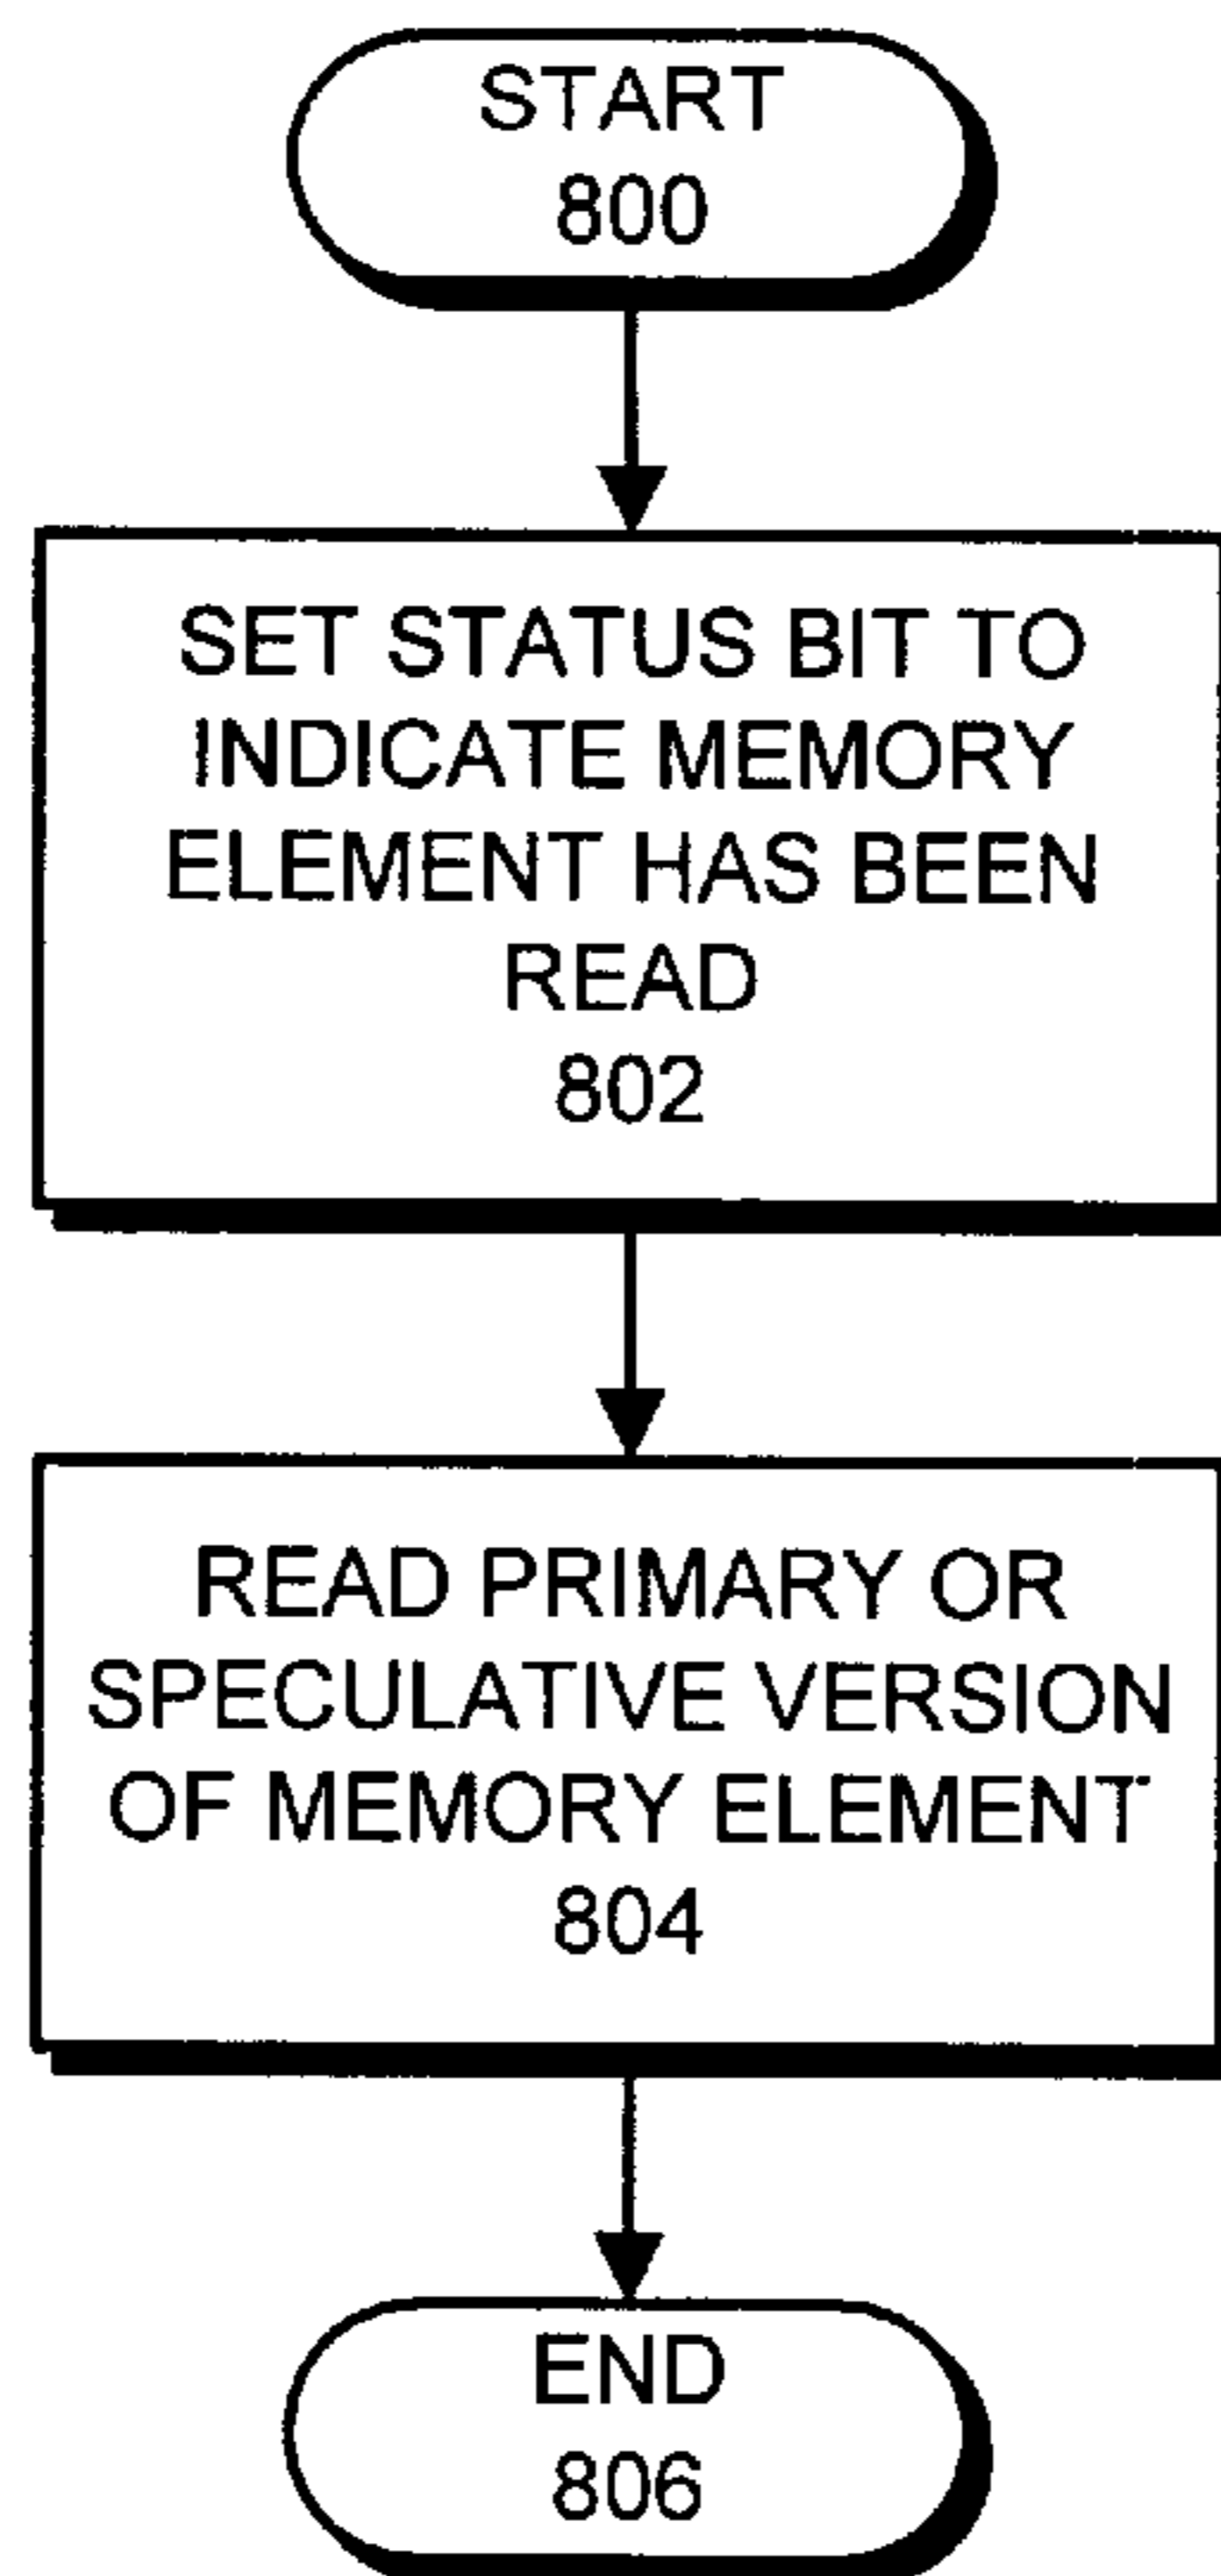 START
800
SET STATUS BIT TO
INDICATE MEMORY
ELEMENT HAS BEEN
READ
802
READ PRIMARY OR
SPECULATIVE VERSION
OF MEMORY ELEMENT
804
END
806